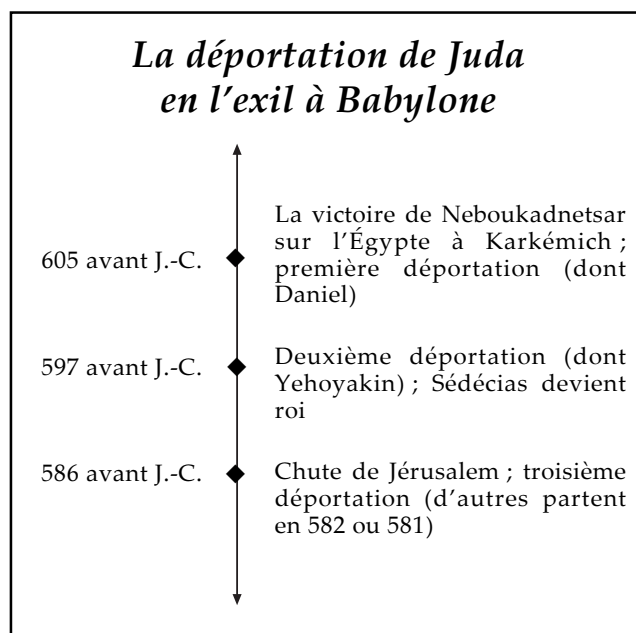 La déportation de Juda
en l’exil à Babylone
605 avant J.-C.
La victoire de Neboukadnetsar
sur l’Égypte à Karkémich ;
première déportation (dont
Daniel)
597 avant J.-C.
Deuxième déportation (dont
Yehoyakin) ; Sédécias devient
roi
586 avant J.-C.
Chute de Jérusalem ; troisième
déportation (d’autres partent
en 582 ou 581)